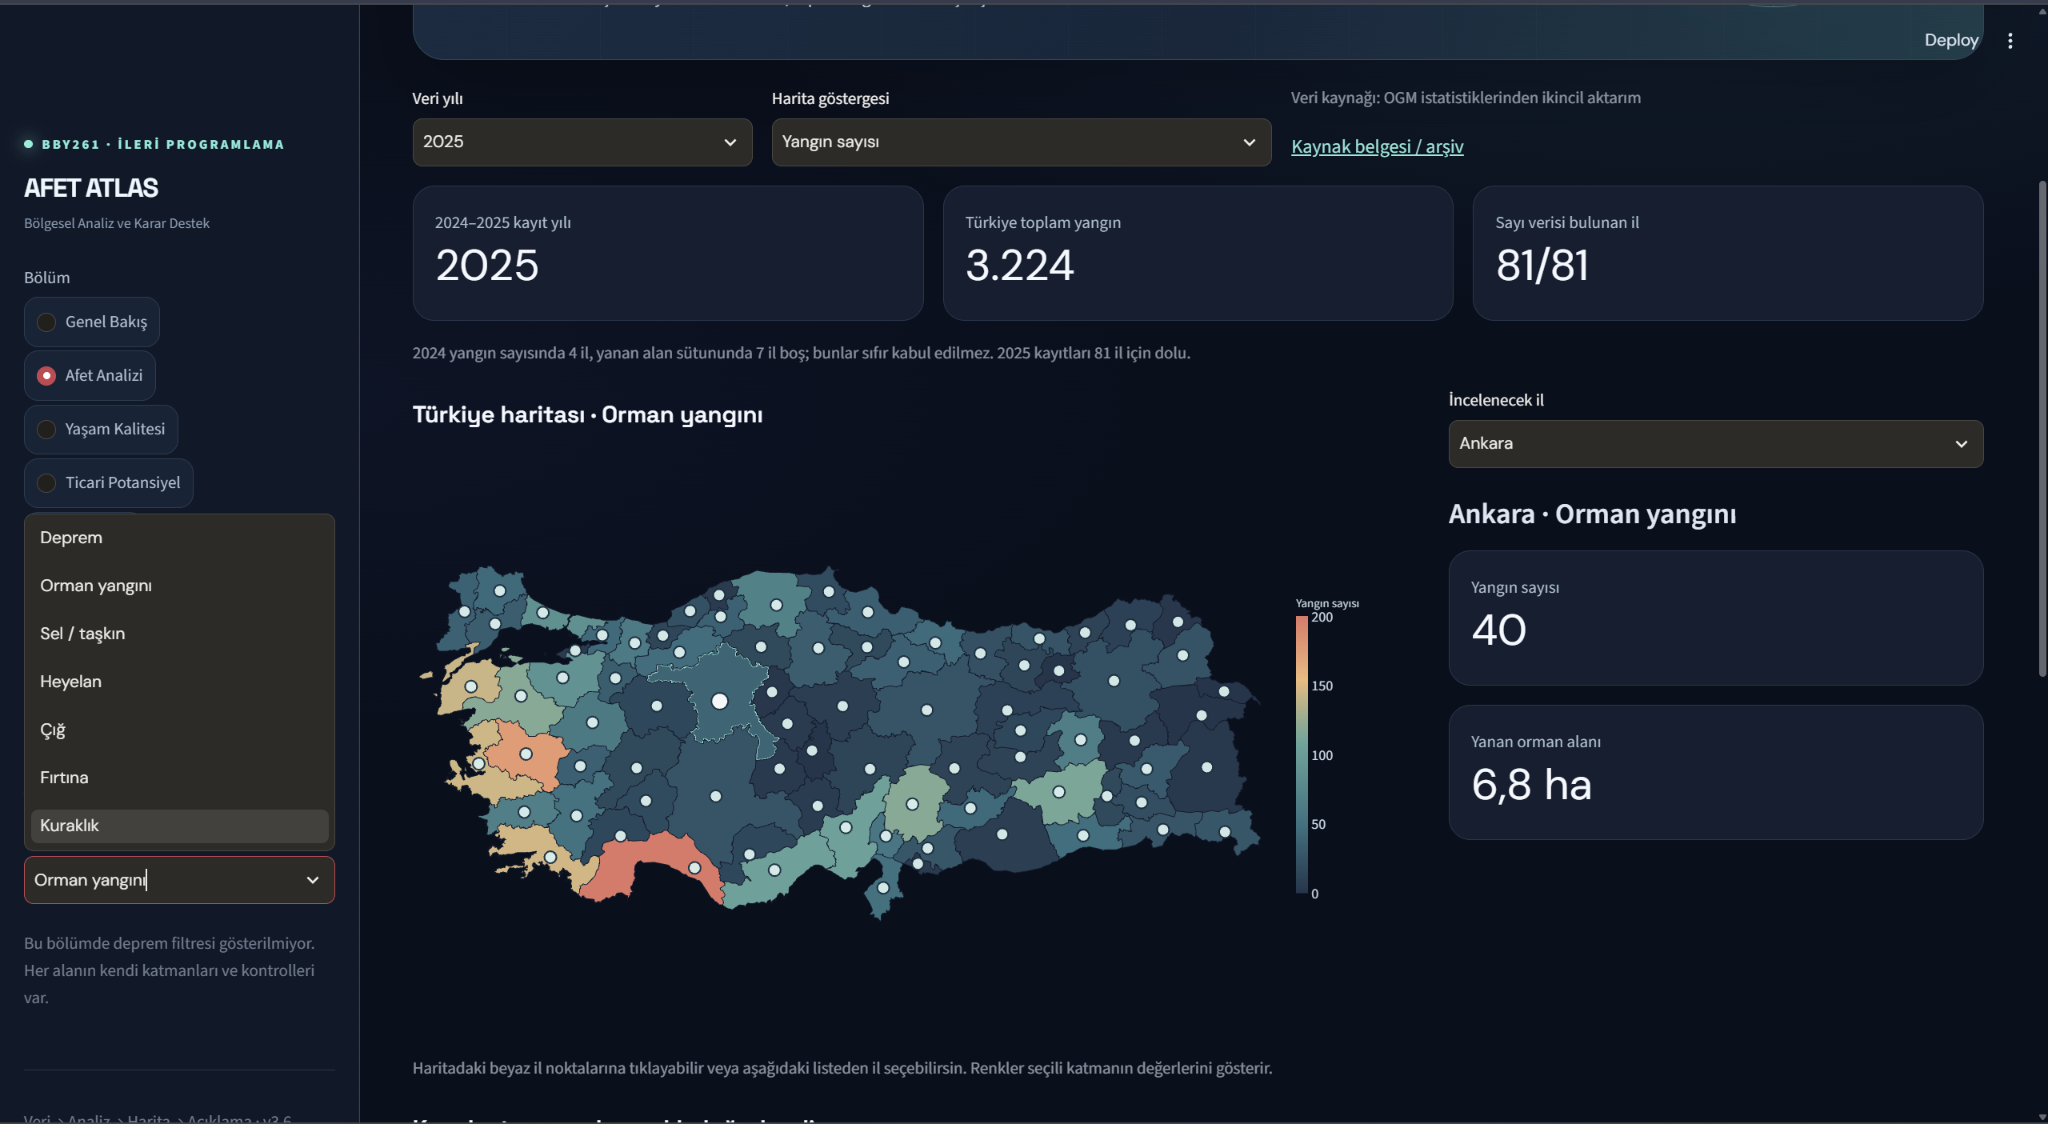 Deploy
BBY261 · İLERİ PROGRAMLAMA
AFET ATLAS
Bölgesel Analiz ve Karar Destek
Bölüm
Genel Bakış
Afet Analizi
Yaşam Kalitesi
Ticari Potansiyel
Deprem
Orman yangını
Sel / taşkın
Heyelan
Çığ
Fırtına
Kuraklık
Orman yangını
Bu bölümde deprem filtresi gösterilmiyor.
Her alanın kendi katmanları ve kontrolleri
var.
Veri yılı
2025
Harita göstergesi
Yangın sayısı
Veri kaynağı: OGM istatistiklerinden ikincil aktarım
Kaynak belgesi / arşiv
2024–2025 kayıt yılı
2025
Türkiye toplam yangın
3.224
Sayı verisi bulunan il
81/81
2024 yangın sayısında 4 il, yanan alan sütununda 7 il boş; bunlar sıfır kabul edilmez. 2025 kayıtları 81 il için dolu.
Türkiye haritası · Orman yangını
Yangın sayısı
200
150
100
50
0
İncelenecek il
Ankara
Ankara · Orman yangını
Yangın sayısı
40
Yanan orman alanı
6,8 ha
Haritadaki beyaz il noktalarına tıklayabilir veya aşağıdaki listeden il seçebilirsin. Renkler seçili katmanın değerlerini gösterir.